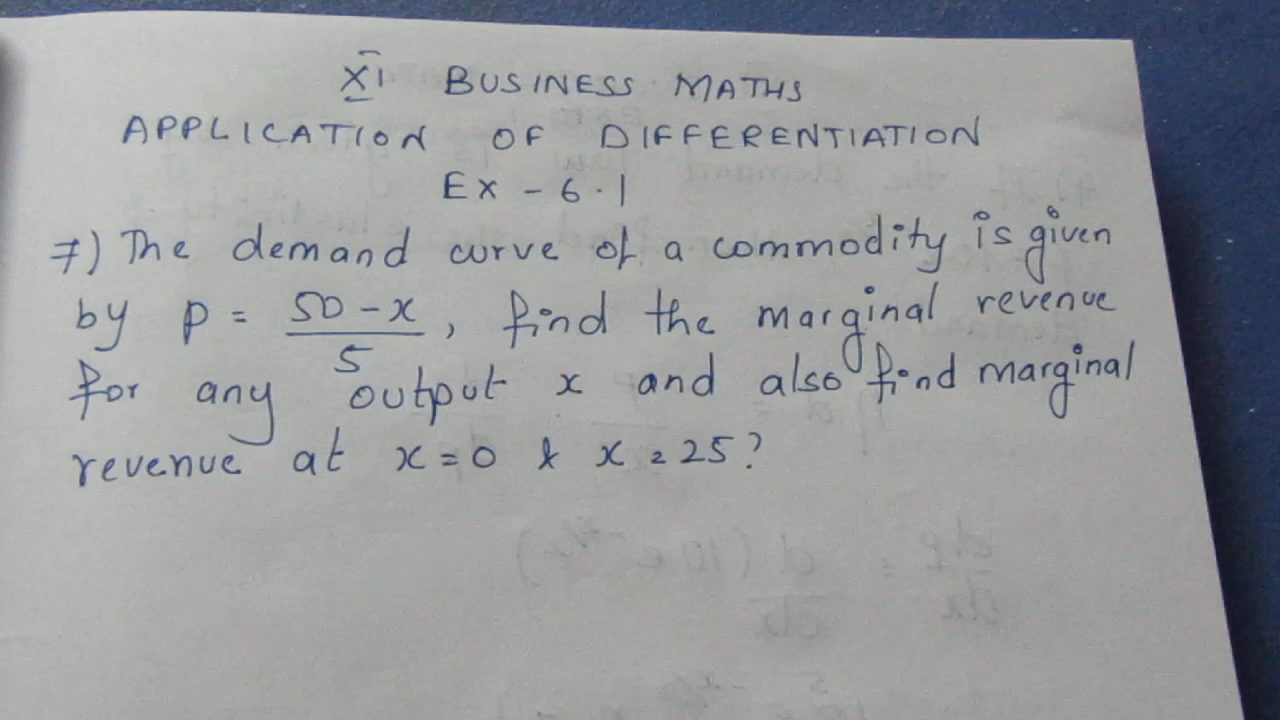 XI BUSINESS MATHS
APPLICATION OF DIFFERENTIATION
EX - 6.1
7) The demand curve of a commodity is given
by p = (50 - x)/5, find the marginal revenue
for any output x and also find marginal
revenue at x = 0 & x = 25?